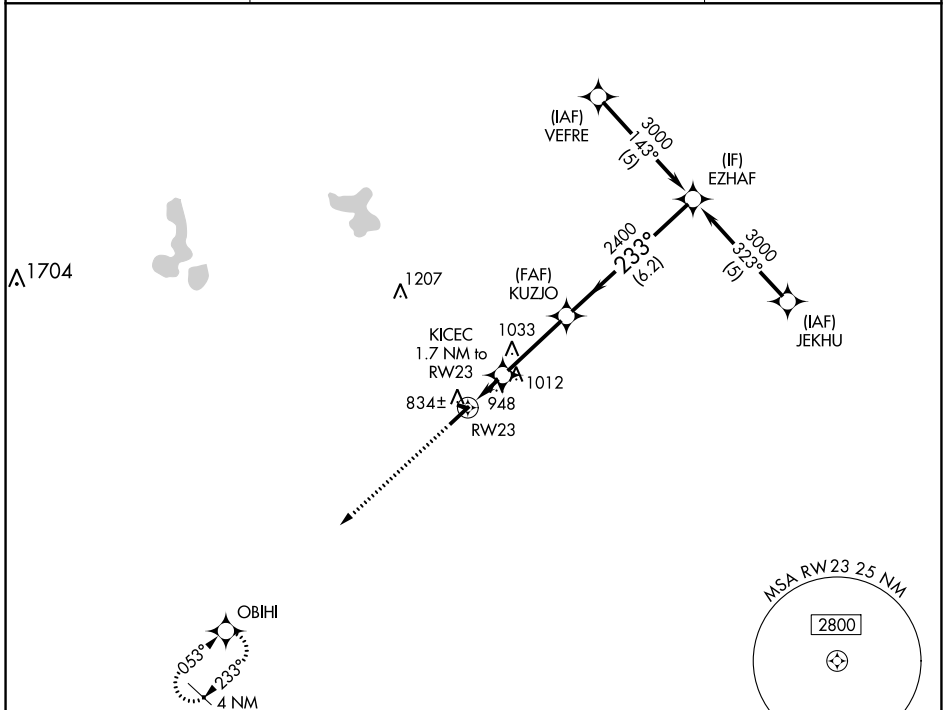 (IAF)
VEFRE
3000
143°
(5)
(IF)
EZHAF
2400
233°
(6.2)
3000
323°
(5)
(IAF)
JEKHU
1704
1207
(FAF)
KUZJO
KICEC
1.7 NM to
RW23
1033
1012
834±
948
RW23
OBIHI
053°
233°
4 NM
MSA RW23 25 NM
2800